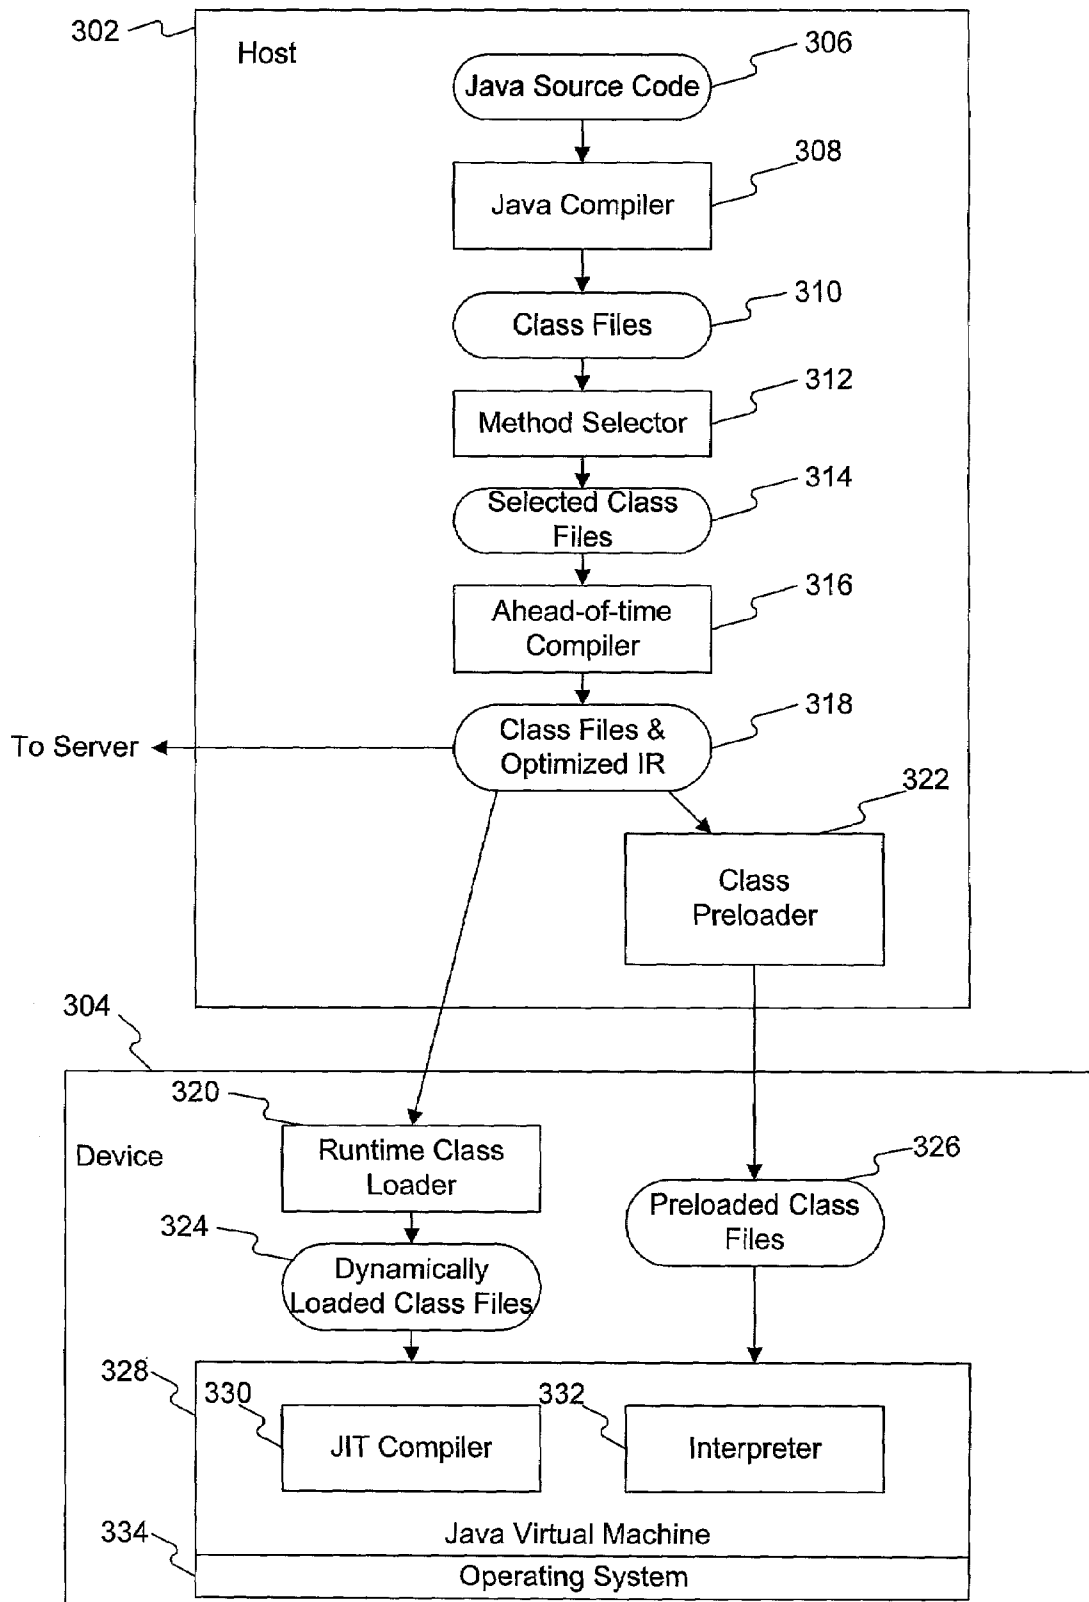 302
Host
306
Java Source Code
308
Java Compiler
310
Class Files
312
Method Selector
314
Selected Class
Files
316
Ahead-of-time
Compiler
318
Class Files &
Optimized IR
To Server
322
Class
Preloader
304
320
Device
Runtime Class
Loader
326
Preloaded Class
Files
324
Dynamically
Loaded Class Files
328
330
JIT Compiler
332
Interpreter
Java Virtual Machine
334
Operating System